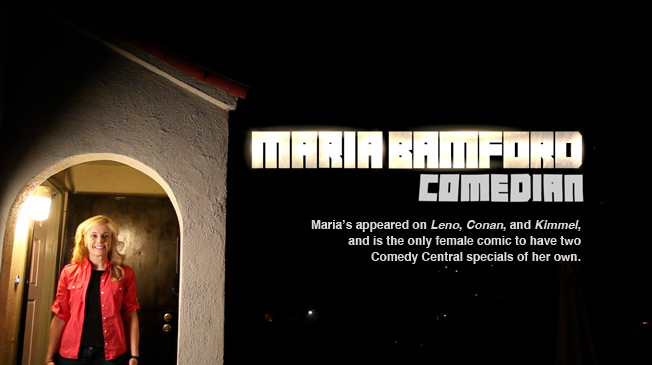 MARIA BAMFORD
COMEDIAN
Maria's appeared on Leno, Conan, and Kimmel,
and is the only female comic to have two
Comedy Central specials of her own.